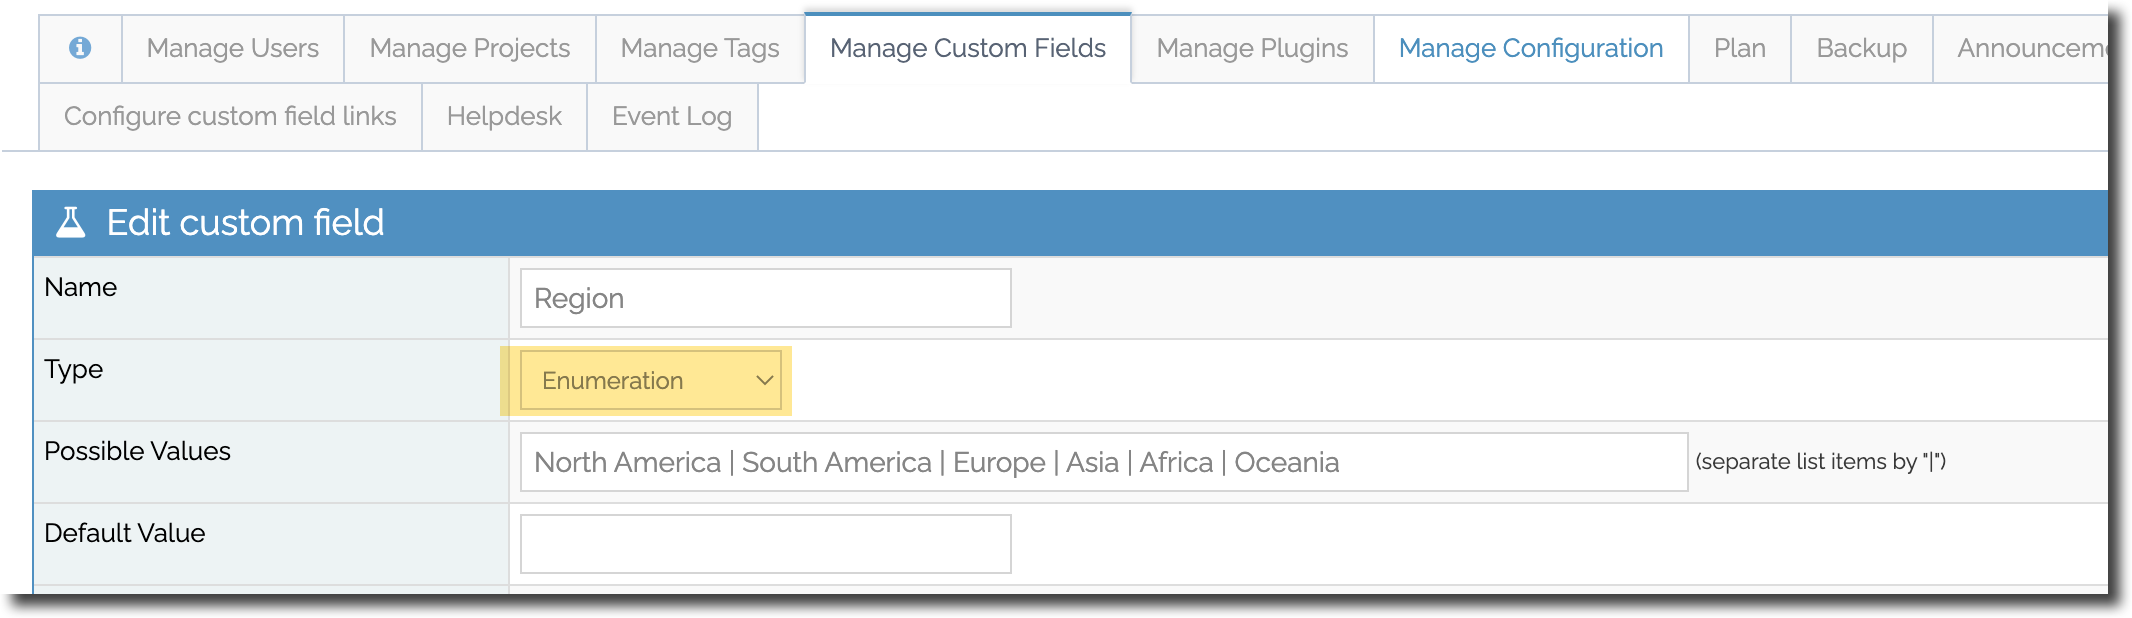 Manage Users Manage Projects Manage Tags Manage Custom Fields Manage Plugins Manage Configuration Plan Backup Announceme
Configure custom field links Helpdesk Event Log
Edit custom field
Name Region
Type Enumeration
Possible Values North America | South America | Europe | Asia | Africa | Oceania (separate list items by "|")
Default Value